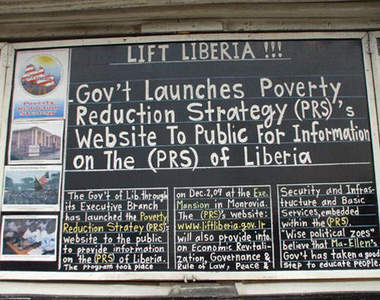 LIFT LIBERIA !!!
Gov't Launches Poverty
Reduction Strategy (PRS)'s
Website To Public For Information
on The (PRS) of Liberia
The Gov't of Lib. through
its Executive Branch
has launched the Poverty
Reduction Stratey (PRS)'s
website to the public
to provide information
on the (PRS) of Liberia.
The Program took place
on Dec. 2, 09 at the Exe.
Mansion in Monrovia.
The (PRS)'s website:
www.liftliberia.gov.lr
will also provide info
on Economic Revitali-
zation, Governance &
Rule of Law, Peace &
Security and Infras-
tructure and Basic
Services, embedded
within the (PRS)
"Wise political zoes"
believe that Ma-Ellen's
Gov't has taken a good
step to educate people.
Poverty